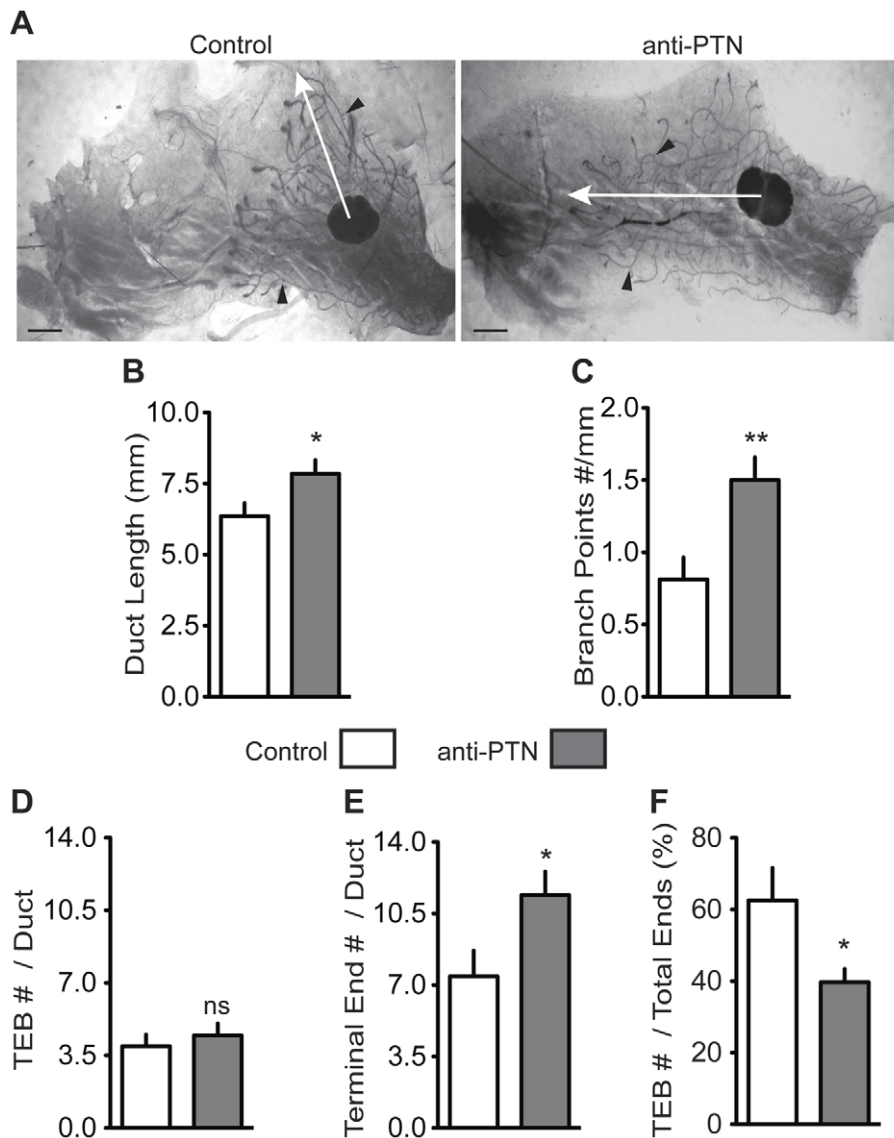 A
Control
anti-PTN
B
10.0
7.5
5.0
2.5
0.0
Duct Length (mm)
*
C
2.0
1.5
1.0
0.5
0.0
Branch Points #/mm
**
Control
anti-PTN
D
14.0
10.5
7.0
3.5
0.0
TEB # / Duct
ns
E
14.0
10.5
7.0
3.5
0.0
Terminal End # / Duct
*
F
80
60
40
20
0
TEB # / Total Ends (%)
*